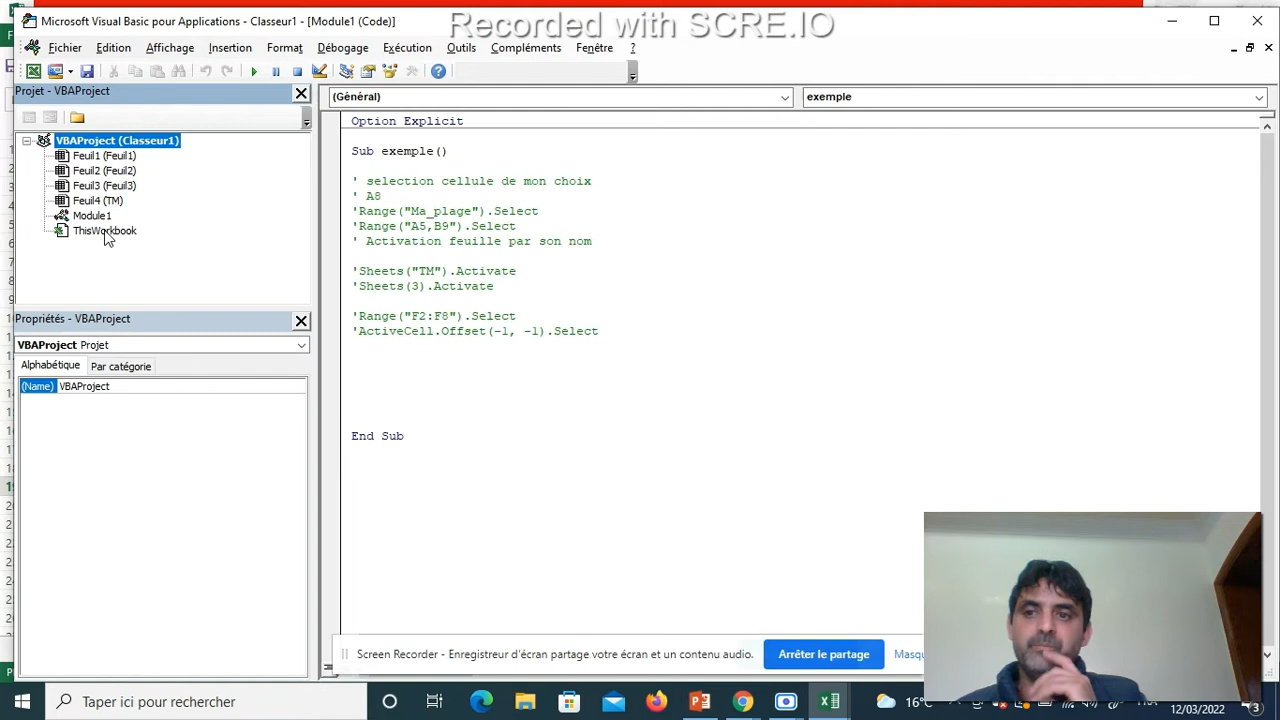 Microsoft Visual Basic pour Applications - Classeur1 - [Module1 (Code)]
Recorded with SCRE.IO
Fichier Edition Affichage Insertion Format Débogage Exécution Outils Compléments Fenêtre ?
Projet - VBAProject
(Général)
exemple
VBAProject (Classeur1)
Feuil1 (Feuil1)
Feuil2 (Feuil2)
Feuil3 (Feuil3)
Feuil4 (TM)
Module1
ThisWorkbook
Option Explicit
Sub exemple()
' selection cellule de mon choix
' A8
'Range("Ma_plage").Select
'Range("A5,B9").Select
' Activation feuille par son nom
'Sheets("TM").Activate
'Sheets(3).Activate
'Range("F2:F8").Select
'ActiveCell.Offset(-1, -1).Select
End Sub
Propriétés - VBAProject
VBAProject Projet
Alphabétique Par catégorie
(Name) VBAProject
Screen Recorder - Enregistreur d'écran partage votre écran et un contenu audio.
Arrêter le partage
Masqu
Taper ici pour rechercher
16°C
12/03/2022
3